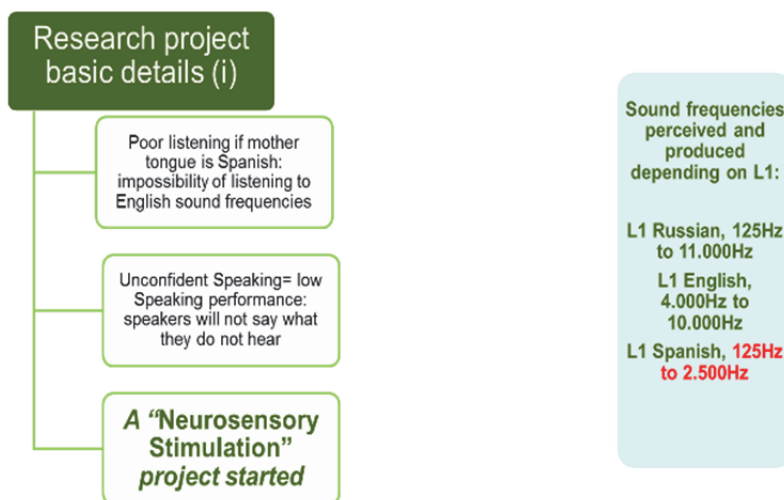 Research project
basic details (i)
Poor listening if mother
tongue is Spanish:
impossibility of listening to
English sound frequencies
Unconfident Speaking= low
Speaking performance:
speakers will not say what
they do not hear
A “Neurosensory
Stimulation”
project started
Sound frequencies
perceived and
produced
depending on L1:
L1 Russian, 125Hz
to 11.000Hz
L1 English,
4.000Hz to
10.000Hz
L1 Spanish, 125Hz
to 2.500Hz